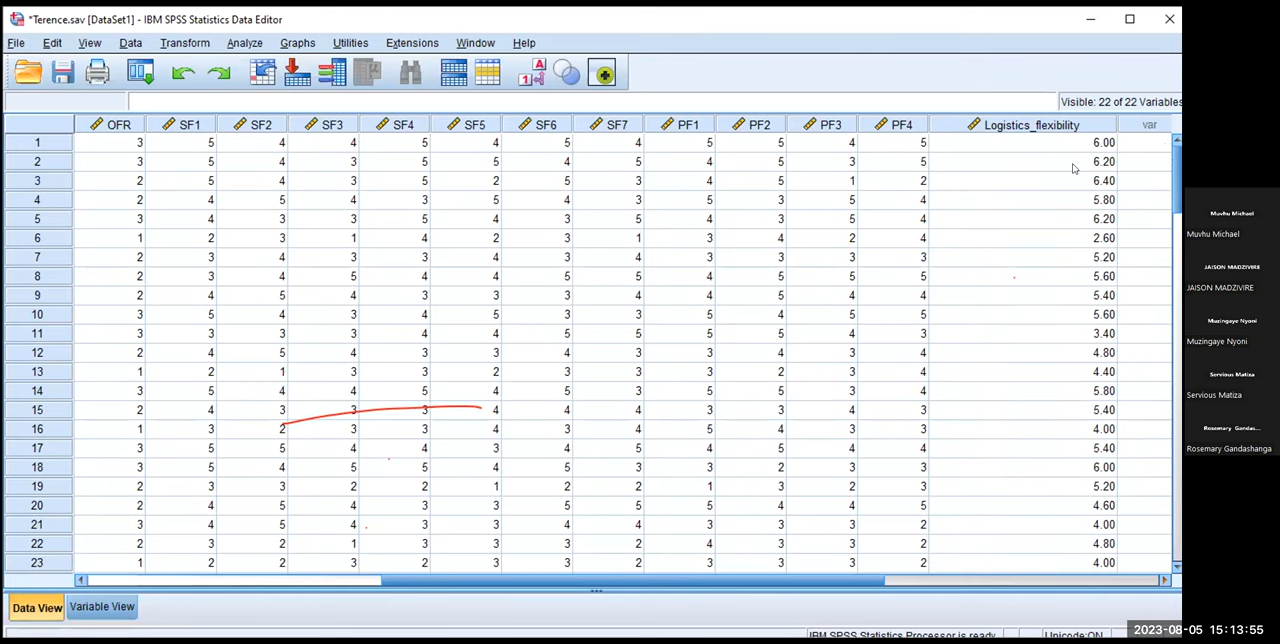 *Terence.sav [DataSet1] - IBM SPSS Statistics Data Editor
File Edit View Data Transform Analyze Graphs Utilities Extensions Window Help
Visible: 22 of 22 Variables
OFR SF1 SF2 SF3 SF4 SF5 SF6 SF7 PF1 PF2 PF3 PF4 Logistics_flexibility var
1 3 5 4 4 5 4 5 4 5 5 4 5 6.00
2 3 5 4 3 5 5 4 5 4 5 3 5 6.20
3 2 5 4 3 5 2 5 3 4 5 1 2 6.40
4 2 4 5 4 3 5 4 3 5 3 5 4 5.80
5 3 4 3 3 5 4 3 5 4 3 5 4 6.20
6 1 2 3 1 4 2 3 1 3 4 2 4 2.60
7 2 3 4 3 3 4 3 4 3 3 3 3 5.20
8 2 3 4 5 4 4 5 5 4 5 5 5 5.60
9 2 4 5 4 3 3 3 4 4 5 4 4 5.40
10 3 5 4 3 4 5 3 3 5 4 5 5 5.60
11 3 3 3 3 4 4 5 5 5 5 4 3 3.40
12 2 4 5 4 3 3 4 3 3 4 3 4 4.80
13 1 2 1 3 3 2 3 3 3 2 3 4 4.40
14 3 5 4 4 5 4 5 3 5 5 3 4 5.80
15 2 4 3 3 3 4 4 4 3 3 4 3 5.40
16 1 3 2 3 3 4 3 4 5 4 3 3 4.00
17 3 5 5 4 4 3 4 5 4 5 4 4 5.40
18 3 5 4 5 5 4 5 3 3 2 3 3 6.00
19 2 3 3 2 2 1 2 2 1 3 2 3 5.20
20 2 4 5 4 3 3 5 5 5 4 4 5 4.60
21 3 4 5 4 3 3 4 4 3 3 3 2 4.00
22 2 3 2 1 3 3 3 2 4 3 3 2 4.80
23 1 2 2 3 2 3 3 2 3 3 3 2 4.00
Data View Variable View
IBM SPSS Statistics Processor is ready
Unicode:ON
2023-08-05 15:13:55
Muvhu Michael
Muvhu Michael
JAISON MADZIVIRE
JAISON MADZIVIRE
Muzingaye Nyoni
Muzingaye Nyoni
Servious Matiza
Servious Matiza
Rosemary Gandas...
Rosemary Gandashanga